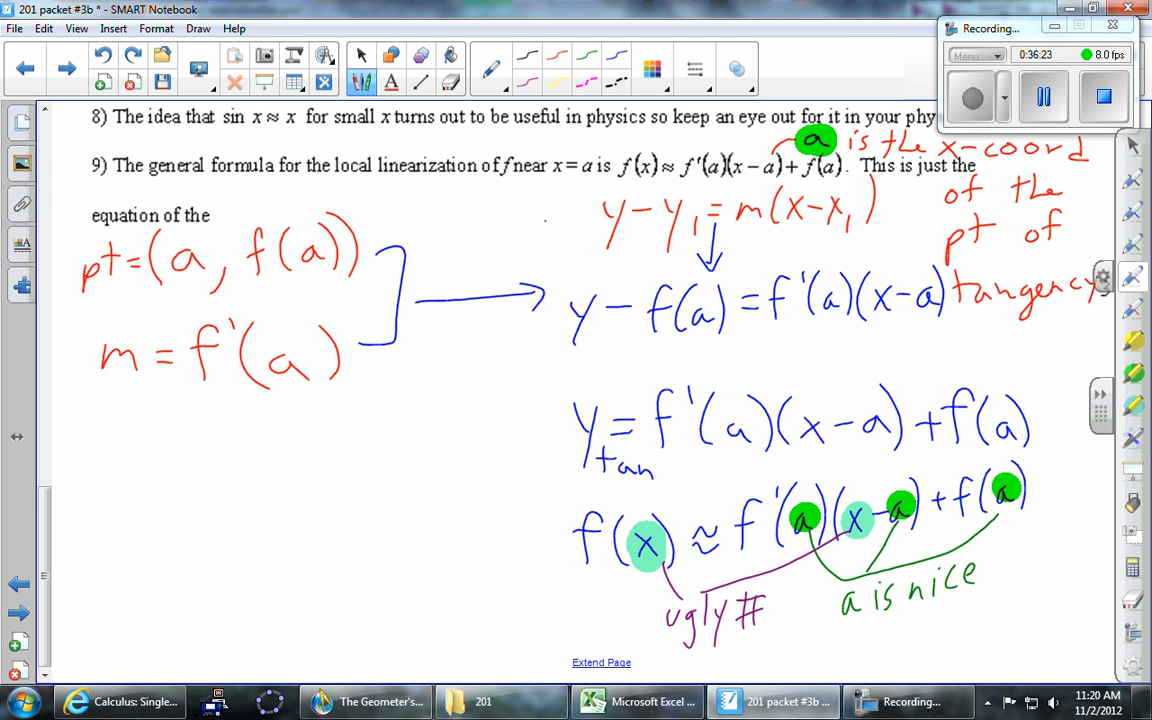 201 packet #3b * - SMART Notebook
File Edit View Insert Format Draw Help
Recording...
Menu 0:36:23 8.0 fps
8) The idea that sin x ≈ x for small x turns out to be useful in physics so keep an eye out for it in your
a is the x-coord
9) The general formula for the local linearization of f near x = a is f(x) ≈ f'(a)(x − a) + f(a). This is just the
of the
equation of the
y − y₁ = m(x − x₁)
pt of
pt = (a, f(a))
tangency
y − f(a) = f'(a)(x − a)
m = f'(a)
y tan = f'(a)(x − a) + f(a)
f(x) ≈ f'(a)(x − a) + f(a)
ugly #
a is nice
Extend Page
Calculus: Single...
The Geometer's...
201
Microsoft Excel ...
201 packet #3b ...
Recording...
11:20 AM
11/2/2012